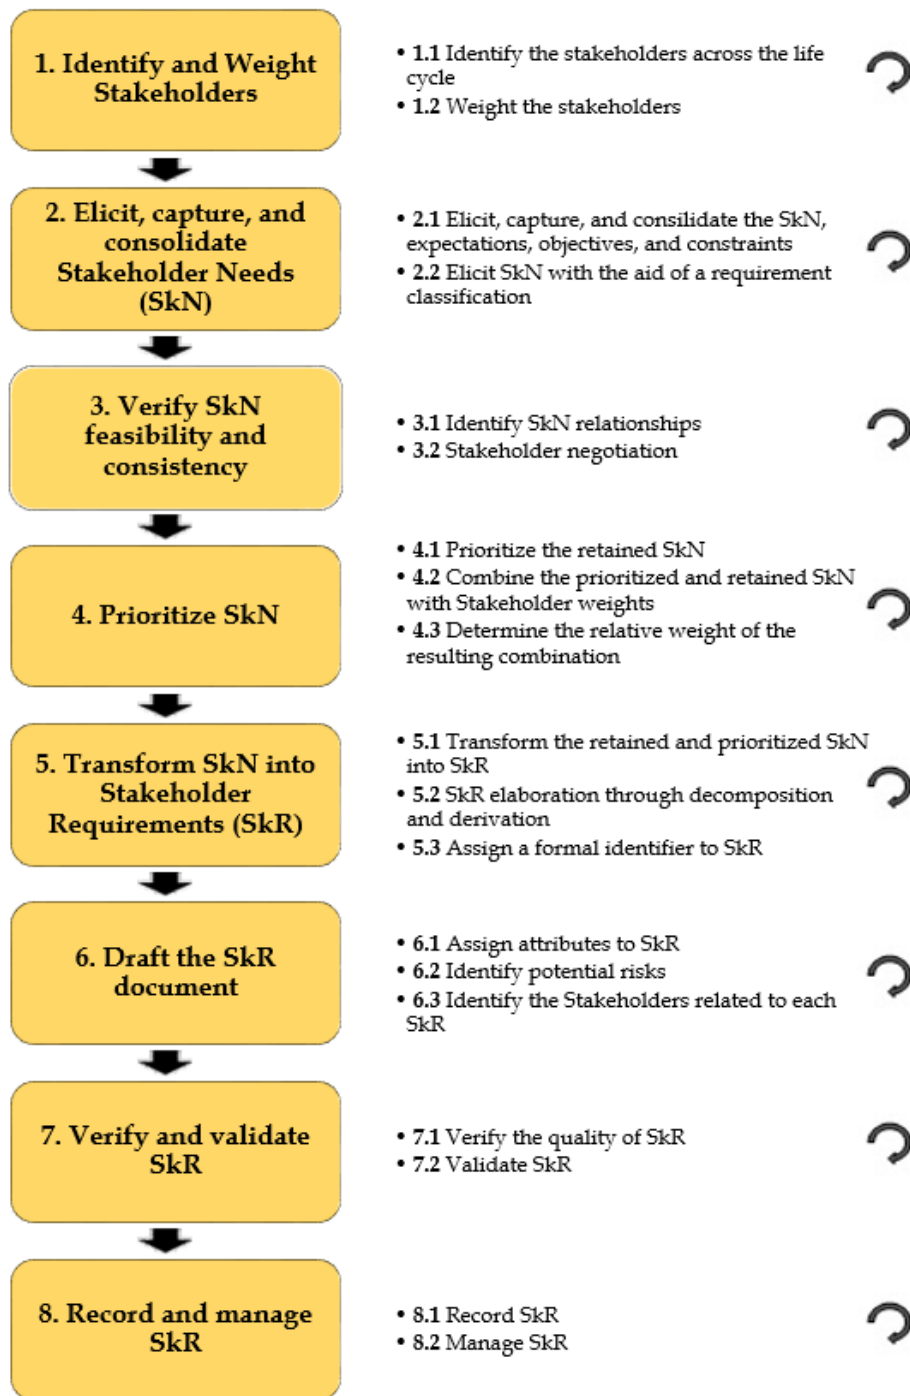 1. Identify and Weight
Stakeholders
• 1.1 Identify the stakeholders across the life
cycle
• 1.2 Weight the stakeholders
2. Elicit, capture, and
consolidate
Stakeholder Needs
(SkN)
• 2.1 Elicit, capture, and consilidate the SkN,
expectations, objectives, and constraints
• 2.2 Elicit SkN with the aid of a requirement
classification
3. Verify SkN
feasibility and
consistency
• 3.1 Identify SkN relationships
• 3.2 Stakeholder negotiation
4. Prioritize SkN
• 4.1 Prioritize the retained SkN
• 4.2 Combine the prioritized and retained SkN
with Stakeholder weights
• 4.3 Determine the relative weight of the
resulting combination
5. Transform SkN into
Stakeholder
Requirements (SkR)
• 5.1 Transform the retained and prioritized SkN
into SkR
• 5.2 SkR elaboration through decomposition
and derivation
• 5.3 Assign a formal identifier to SkR
6. Draft the SkR
document
• 6.1 Assign attributes to SkR
• 6.2 Identify potential risks
• 6.3 Identify the Stakeholders related to each
SkR
7. Verify and validate
SkR
• 7.1 Verify the quality of SkR
• 7.2 Validate SkR
8. Record and manage
SkR
• 8.1 Record SkR
• 8.2 Manage SkR